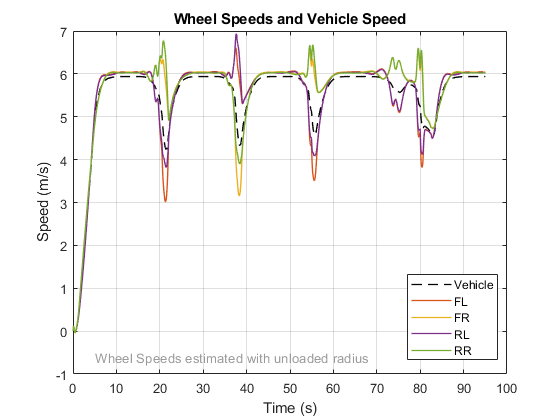 Wheel Speeds and Vehicle Speed
7
6
5
4
3
2
1
0
-1
Speed (m/s)
Vehicle
FL
FR
RL
RR
Wheel Speeds estimated with unloaded radius
0 10 20 30 40 50 60 70 80 90 100
Time (s)